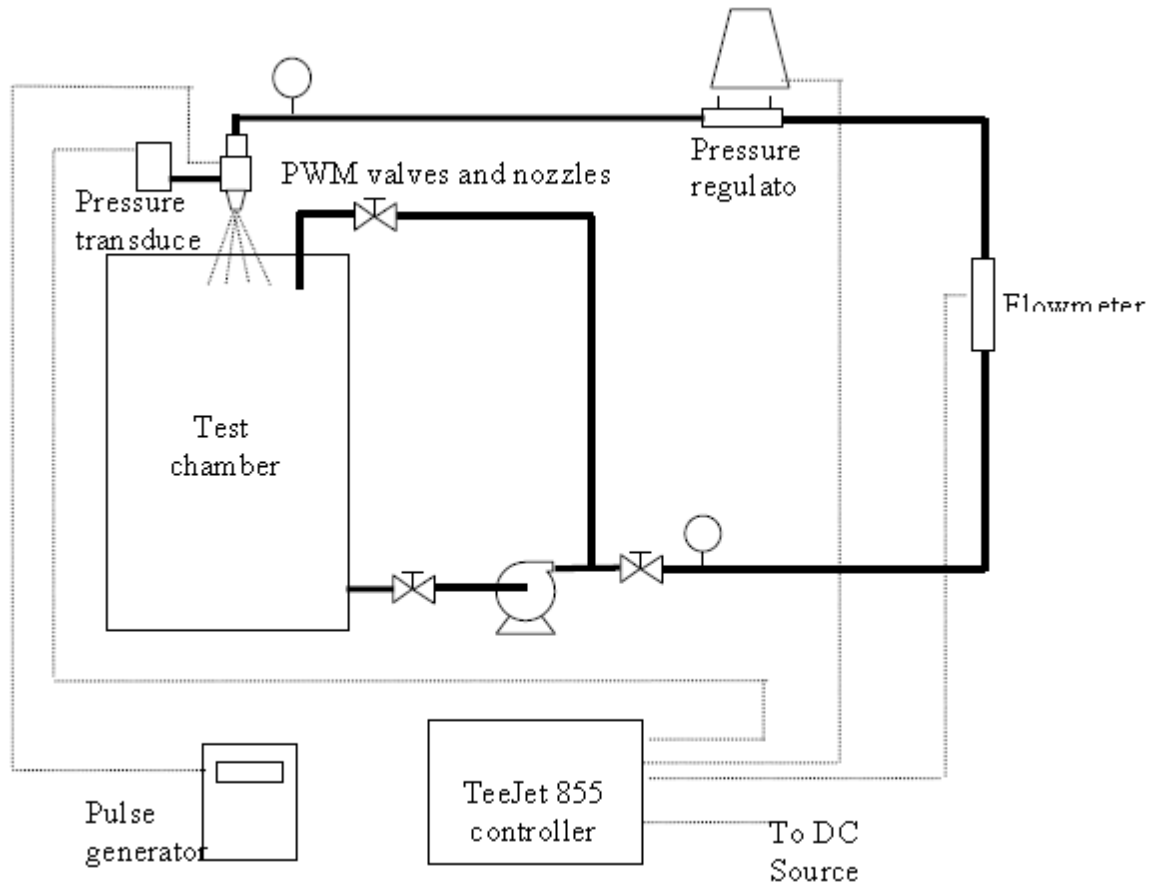 Pressure
regulato
PWM valves and nozzles
Pressure
transduce
Flowmeter
Test
chamber
TeeJet 855
controller
Pulse
generator
To DC
Source